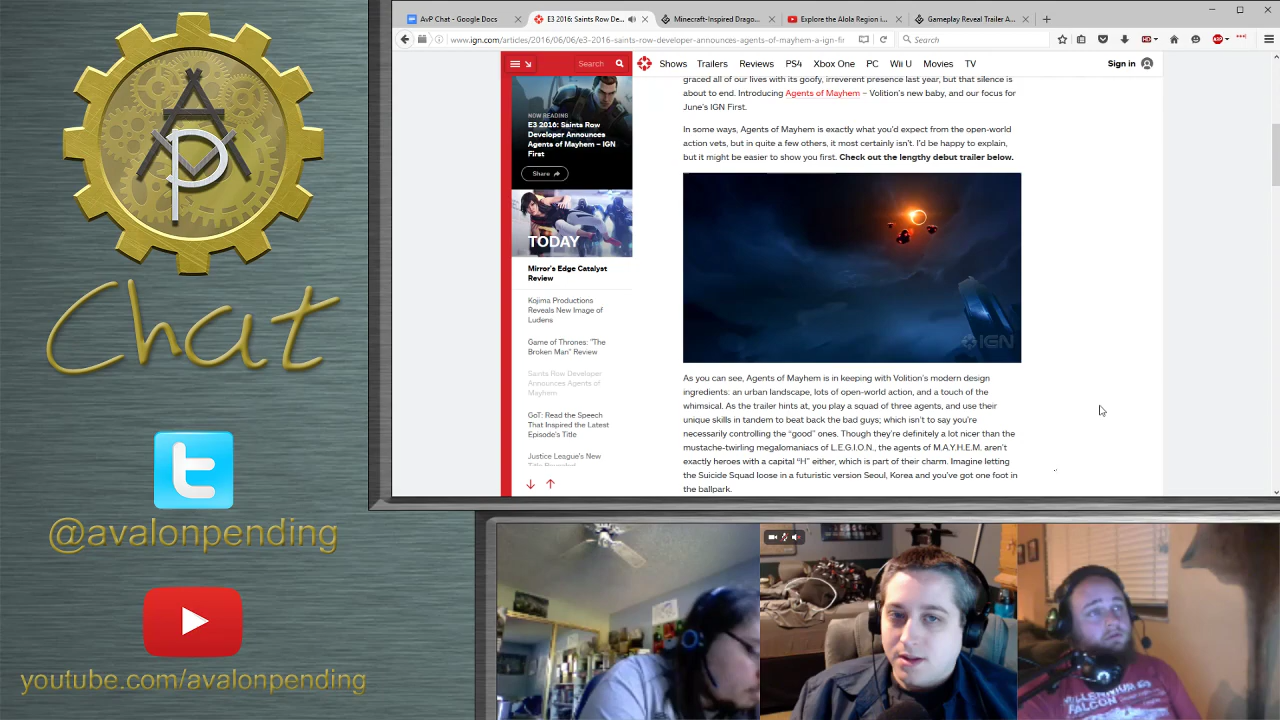 A
P
Chat
@avalonpending
youtube.com/avalonpending
AvP Chat - Google Docs
E3 2016: Saints Row De...
Minecraft-Inspired Drago...
Explore the Alola Region i...
Gameplay Reveal Trailer A...
www.ign.com/articles/2016/06/06/e3-2016-saints-row-developer-announces-agents-of-mayhem-a-ign-fir
Search
Search
Shows
Trailers
Reviews
PS4
Xbox One
PC
Wii U
Movies
TV
Sign in
NOW READING
E3 2016: Saints Row
Developer Announces
Agents of Mayhem – IGN
First
Share
TODAY
Mirror's Edge Catalyst
Review
Kojima Productions
Reveals New Image of
Ludens
Game of Thrones: "The
Broken Man" Review
Saints Row Developer
Announces Agents of
Mayhem
GoT: Read the Speech
That Inspired the Latest
Episode's Title
Justice League's New
Title Revealed
graced all of our lives with its goofy, irreverent presence last year, but that silence is
about to end. Introducing Agents of Mayhem – Volition's new baby, and our focus for
June's IGN First.
In some ways, Agents of Mayhem is exactly what you'd expect from the open-world
action vets, but in quite a few others, it most certainly isn't. I'd be happy to explain,
but it might be easier to show you first. Check out the lengthy debut trailer below.
IGN
As you can see, Agents of Mayhem is in keeping with Volition's modern design
ingredients: an urban landscape, lots of open-world action, and a touch of the
whimsical. As the trailer hints at, you play a squad of three agents, and use their
unique skills in tandem to beat back the bad guys; which isn't to say you're
necessarily controlling the "good" ones. Though they're definitely a lot nicer than the
mustache-twirling megalomaniacs of L.E.G.I.O.N., the agents of M.A.Y.H.E.M. aren't
exactly heroes with a capital "H" either, which is part of their charm. Imagine letting
the Suicide Squad loose in a futuristic version Seoul, Korea and you've got one foot in
the ballpark.
MILLENNIUM
FALCON